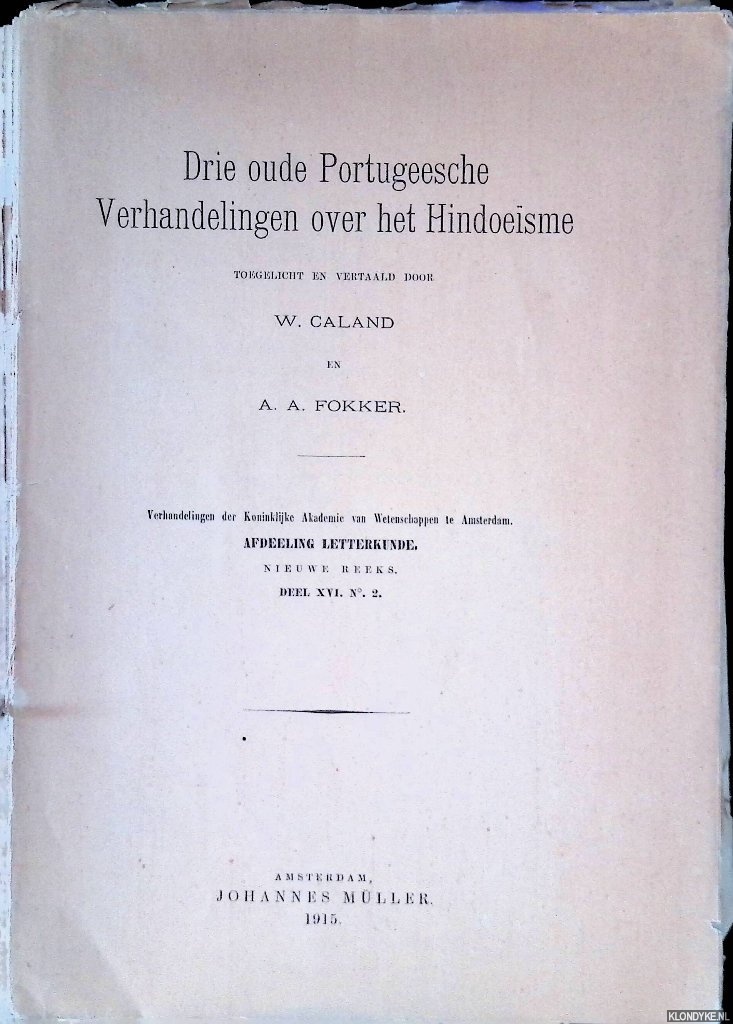 Drie oude Portugeesche
Verhandelingen over het Hindoeïsme
TOEGELICHT EN VERTAALD DOOR
W. CALAND
EN
A. A. FOKKER.
Verhandelingen der Koninklijke Akademie van Wetenschappen te Amsterdam.
AFDEELING LETTERKUNDE.
NIEUWE REEKS.
DEEL XVI. N°. 2.
AMSTERDAM,
JOHANNES MÜLLER.
1915.
KLONDYKE.NL